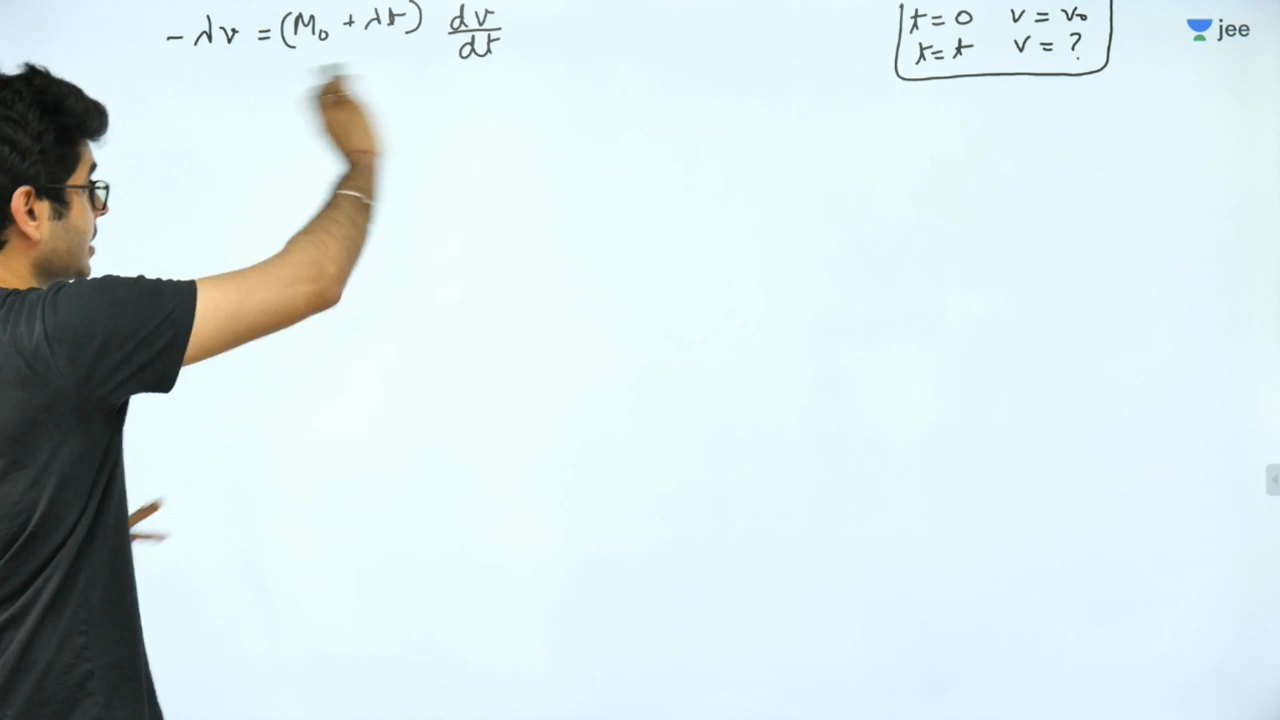 -λv = (M₀ + λt) dv/dt
t = 0 v = v₀
t = t v = ?
jee